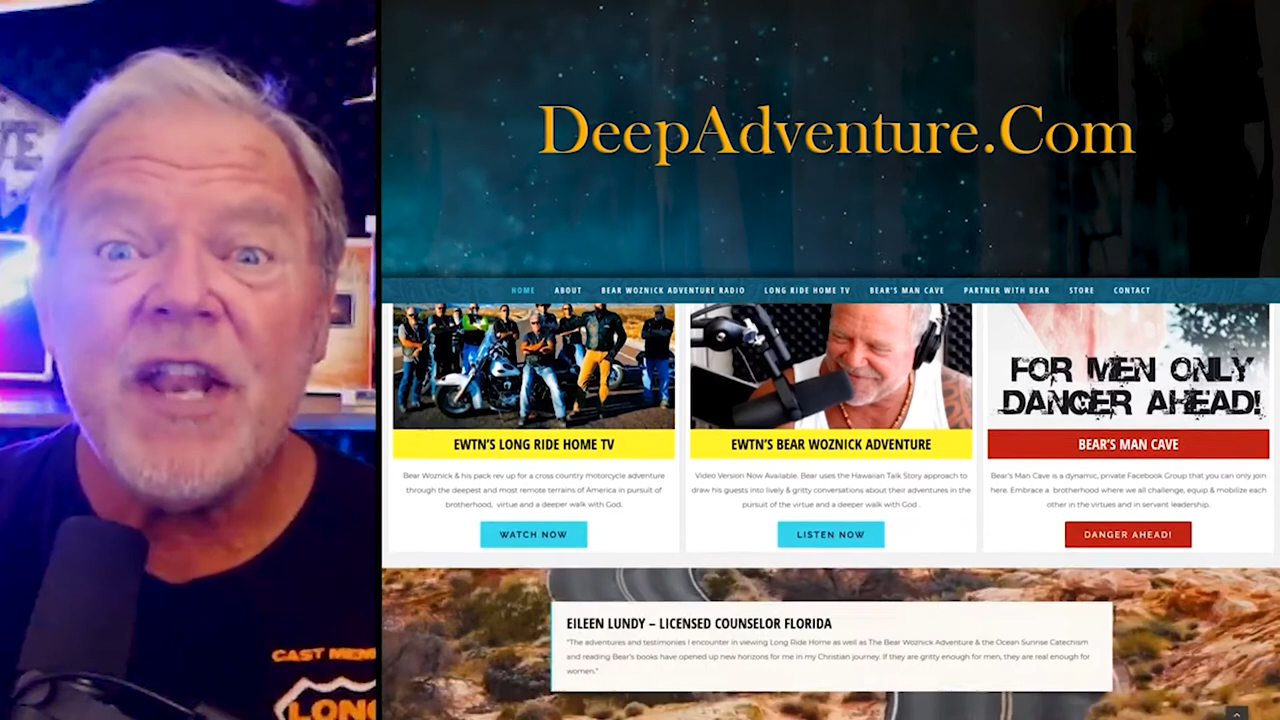 DeepAdventure.Com
HOME ABOUT BEAR WOZNICK ADVENTURE RADIO LONG RIDE HOME TV BEAR'S MAN CAVE PARTNER WITH BEAR STORE CONTACT
FOR MEN ONLY
DANGER AHEAD!
EWTN'S LONG RIDE HOME TV
Bear Woznick & his pack rev up for a cross country motorcycle adventure
through the deepest and most remote terrains of America in pursuit of
brotherhood, virtue and a deeper walk with God.
WATCH NOW
EWTN'S BEAR WOZNICK ADVENTURE
Video Version Now Available. Bear uses the Hawaiian Talk Story approach to
draw his guests into lively & gritty conversations about their adventures in the
pursuit of the virtue and a deeper walk with God .
LISTEN NOW
BEAR'S MAN CAVE
Bear's Man Cave is a dynamic, private Facebook Group that you can only join
here. Embrace a brotherhood where we all challenge, equip & mobilize each
other in the virtues and in servant leadership.
DANGER AHEAD!
EILEEN LUNDY – LICENSED COUNSELOR FLORIDA
"The adventures and testimonies I encounter in viewing Long Ride Home as well as The Bear Woznick Adventure & the Ocean Sunrise Catechism
and reading Bear's books have opened up new horizons for me in my Christian journey. If they are gritty enough for men, they are real enough for
women."
CAST MEM
LONG